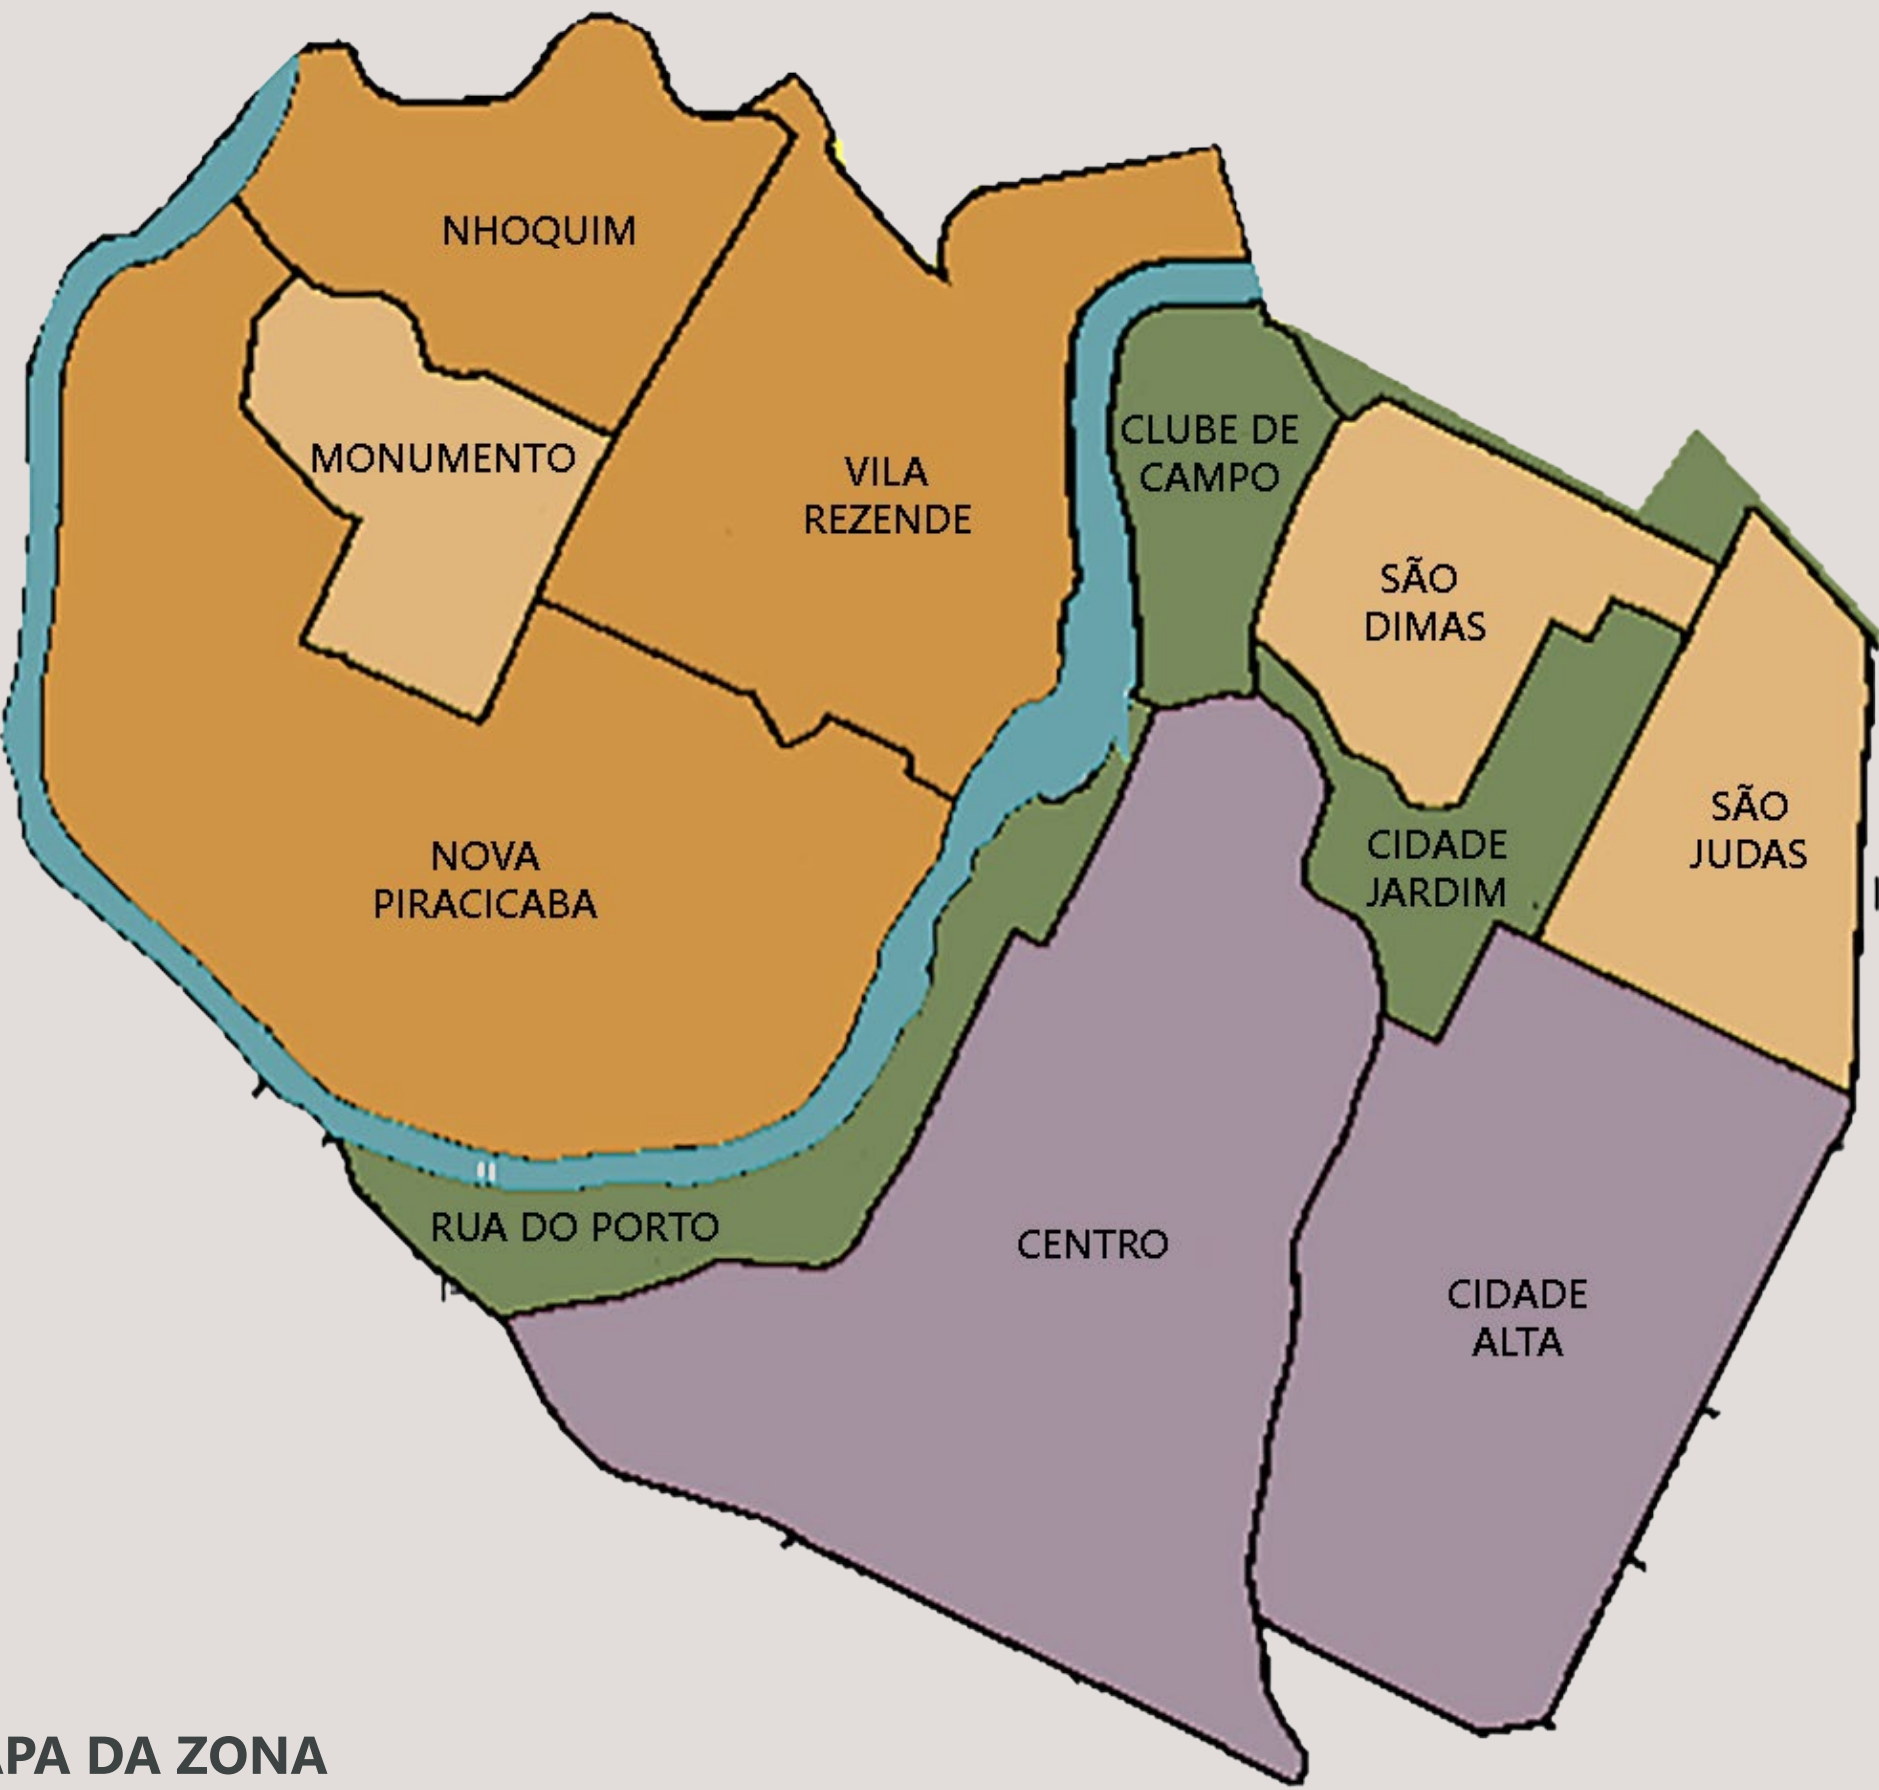 NHOQUIM
MONUMENTO
VILA
REZENDE
CLUBE DE
CAMPO
SÃO
DIMAS
NOVA
PIRACICABA
CIDADE
JARDIM
SÃO
JUDAS
RUA DO PORTO
CENTRO
CIDADE
ALTA
APA DA ZONA